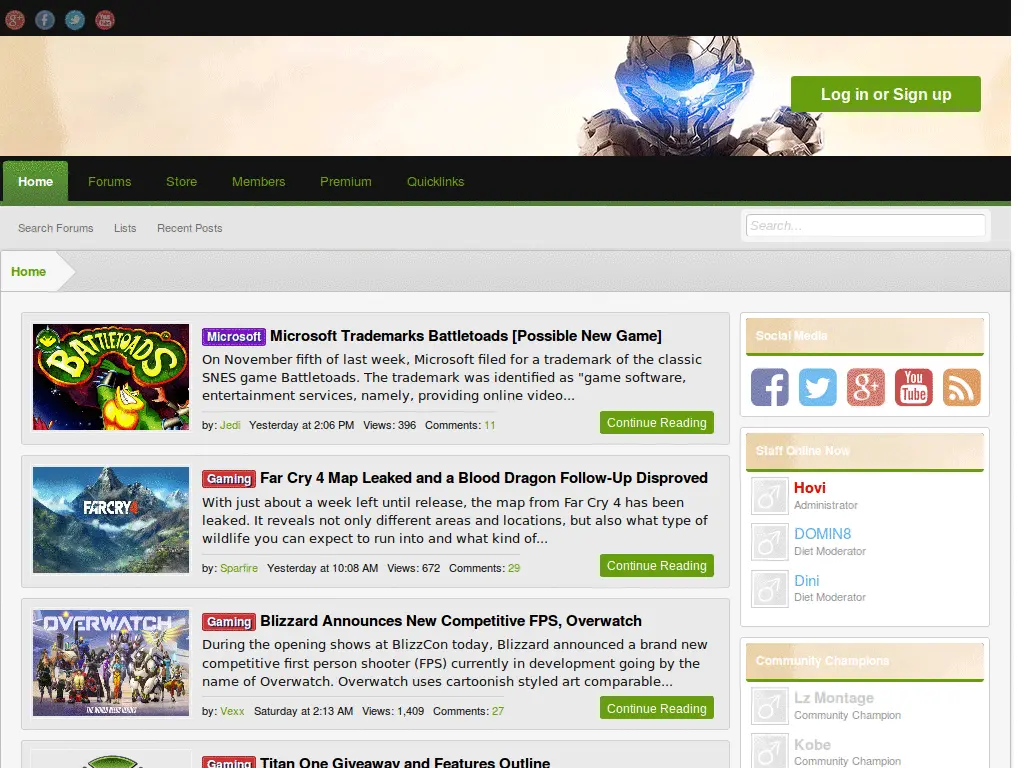 Log in or Sign up
Home Forums Store Members Premium Quicklinks
Search Forums Lists Recent Posts
Search...
Home
BATTLETOADS
Microsoft Microsoft Trademarks Battletoads [Possible New Game]
On November fifth of last week, Microsoft filed for a trademark of the classic
SNES game Battletoads. The trademark was identified as "game software,
entertainment services, namely, providing online video...
by: Jedi Yesterday at 2:06 PM Views: 396 Comments: 11
Continue Reading
FARCRY4
Gaming Far Cry 4 Map Leaked and a Blood Dragon Follow-Up Disproved
With just about a week left until release, the map from Far Cry 4 has been
leaked. It reveals not only different areas and locations, but also what type of
wildlife you can expect to run into and what kind of...
by: Sparfire Yesterday at 10:08 AM Views: 672 Comments: 29
Continue Reading
OVERWATCH
THE WORLD NEEDS HEROES
Gaming Blizzard Announces New Competitive FPS, Overwatch
During the opening shows at BlizzCon today, Blizzard announced a brand new
competitive first person shooter (FPS) currently in development going by the
name of Overwatch. Overwatch uses cartoonish styled art comparable...
by: Vexx Saturday at 2:13 AM Views: 1,409 Comments: 27
Continue Reading
Gaming Titan One Giveaway and Features Outline
Social Media
You
Tube
Staff Online Now
Hovi
Administrator
DOMIN8
Diet Moderator
Dini
Diet Moderator
Community Champions
Lz Montage
Community Champion
Kobe
Community Champion